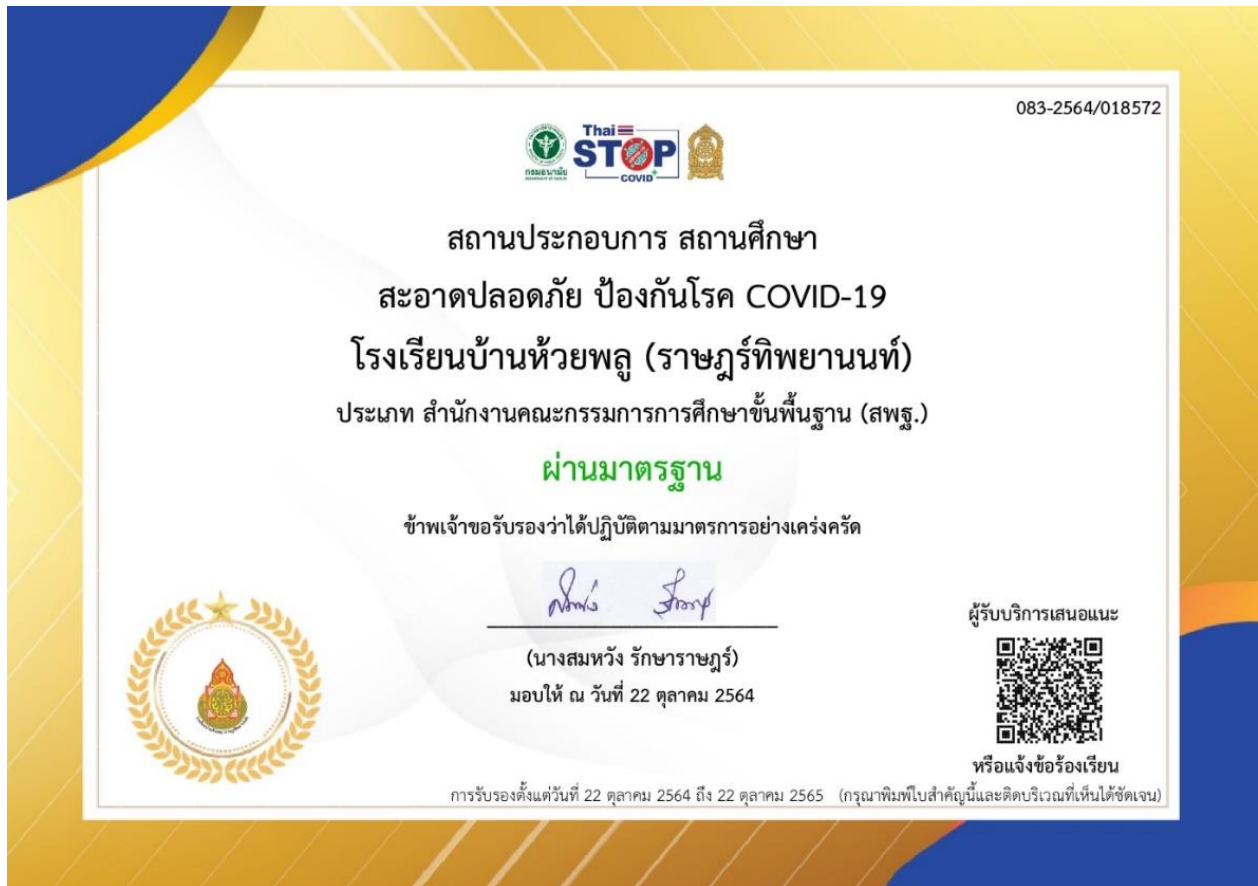 083-2564/018572
Thai
STOP
COVID
กรมอนามัย
DEPARTMENT OF HEALTH
สถานประกอบการ สถานศึกษา
สะอาดปลอดภัย ป้องกันโรค COVID-19
โรงเรียนบ้านห้วยพลู (ราษฎร์ทิพยานนท์)
ประเภท สำนักงานคณะกรรมการการศึกษาขั้นพื้นฐาน (สพฐ.)
ผ่านมาตรฐาน
ข้าพเจ้าขอรับรองว่าได้ปฏิบัติตามมาตรการอย่างเคร่งครัด
(นางสมหวัง รักษาราษฎร์)
มอบให้ ณ วันที่ 22 ตุลาคม 2564
ผู้รับบริการเสนอแนะ
หรือแจ้งข้อร้องเรียน
การรับรองตั้งแต่วันที่ 22 ตุลาคม 2564 ถึง 22 ตุลาคม 2565 (กรุณาพิมพ์ใบสำคัญนี้และติดบริเวณที่เห็นได้ชัดเจน)